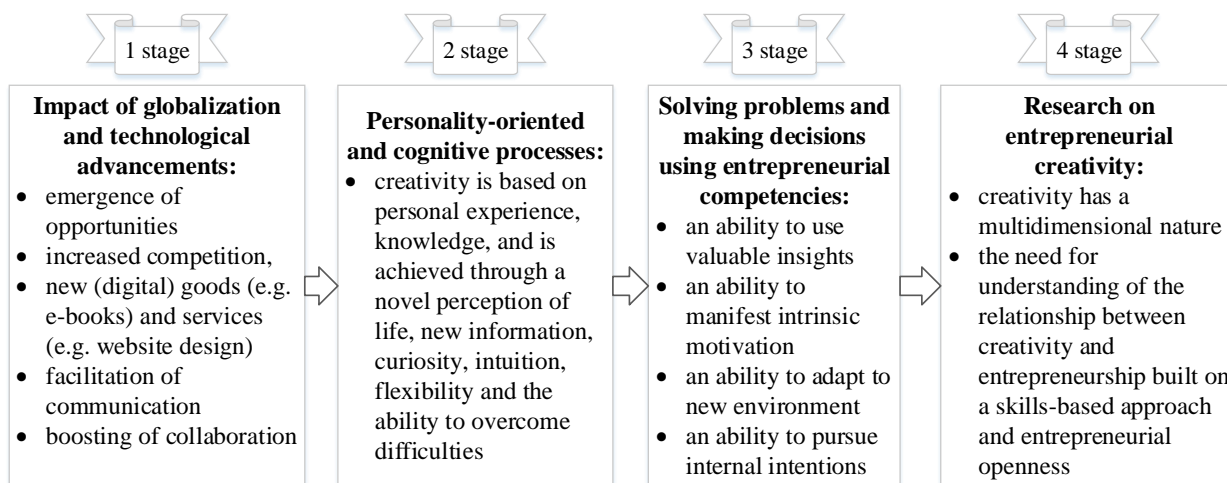 1 stage
Impact of globalization
and technological
advancements:
• emergence of
opportunities
• increased competition,
• new (digital) goods (e.g.
e-books) and services
(e.g. website design)
• facilitation of
communication
• boosting of collaboration
2 stage
Personality-oriented
and cognitive processes:
• creativity is based on
personal experience,
knowledge, and is
achieved through a
novel perception of
life, new information,
curiosity, intuition,
flexibility and the
ability to overcome
difficulties
3 stage
Solving problems and
making decisions
using entrepreneurial
competencies:
• an ability to use
valuable insights
• an ability to
manifest intrinsic
motivation
• an ability to adapt to
new environment
• an ability to pursue
internal intentions
4 stage
Research on
entrepreneurial
creativity:
• creativity has a
multidimensional nature
• the need for
understanding of the
relationship between
creativity and
entrepreneurship built on
a skills-based approach
and entrepreneurial
openness